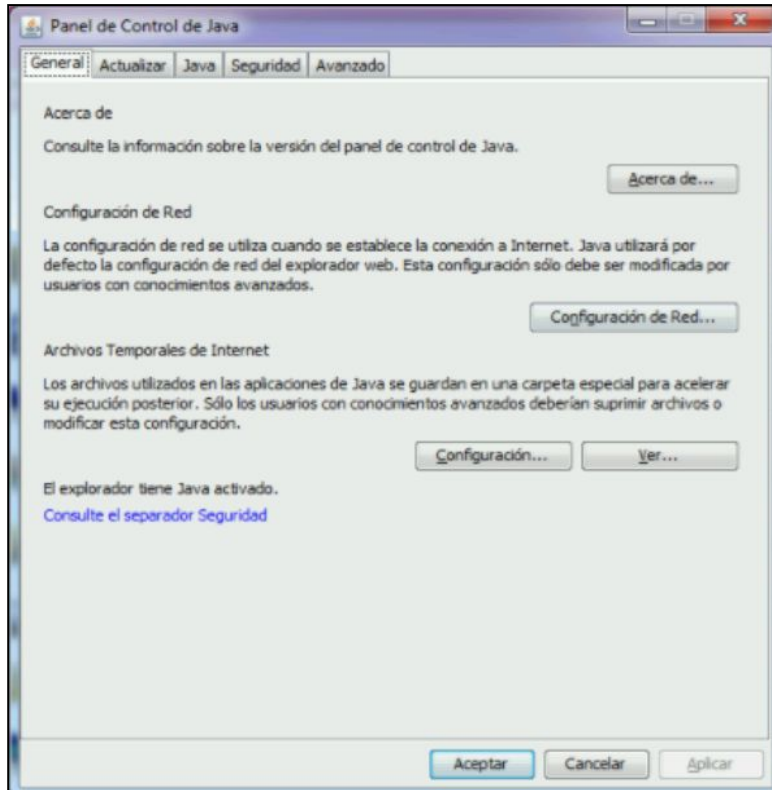 Panel de Control de Java
General Actualizar Java Seguridad Avanzado
Acerca de
Consulte la información sobre la versión del panel de control de Java.
Acerca de...
Configuración de Red
La configuración de red se utiliza cuando se establece la conexión a Internet. Java utilizará por
defecto la configuración de red del explorador web. Esta configuración sólo debe ser modificada por
usuarios con conocimientos avanzados.
Configuración de Red...
Archivos Temporales de Internet
Los archivos utilizados en las aplicaciones de Java se guardan en una carpeta especial para acelerar
su ejecución posterior. Sólo los usuarios con conocimientos avanzados deberían suprimir archivos o
modificar esta configuración.
Configuración... Ver...
El explorador tiene Java activado.
Consulte el separador Seguridad
Aceptar Cancelar Aplicar